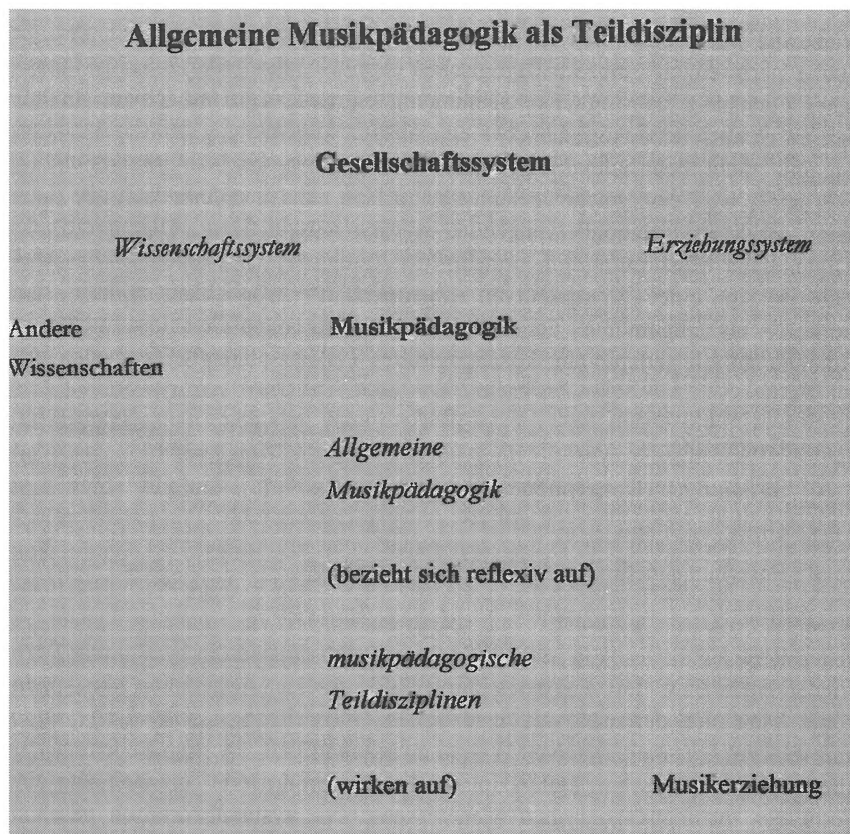 Allgemeine Musikpädagogik als Teildisziplin
Gesellschaftssystem
Wissenschaftssystem Erziehungssystem
Andere Musikpädagogik
Wissenschaften
Allgemeine
Musikpädagogik
(bezieht sich reflexiv auf)
musikpädagogische
Teildisziplinen
(wirken auf) Musikerziehung